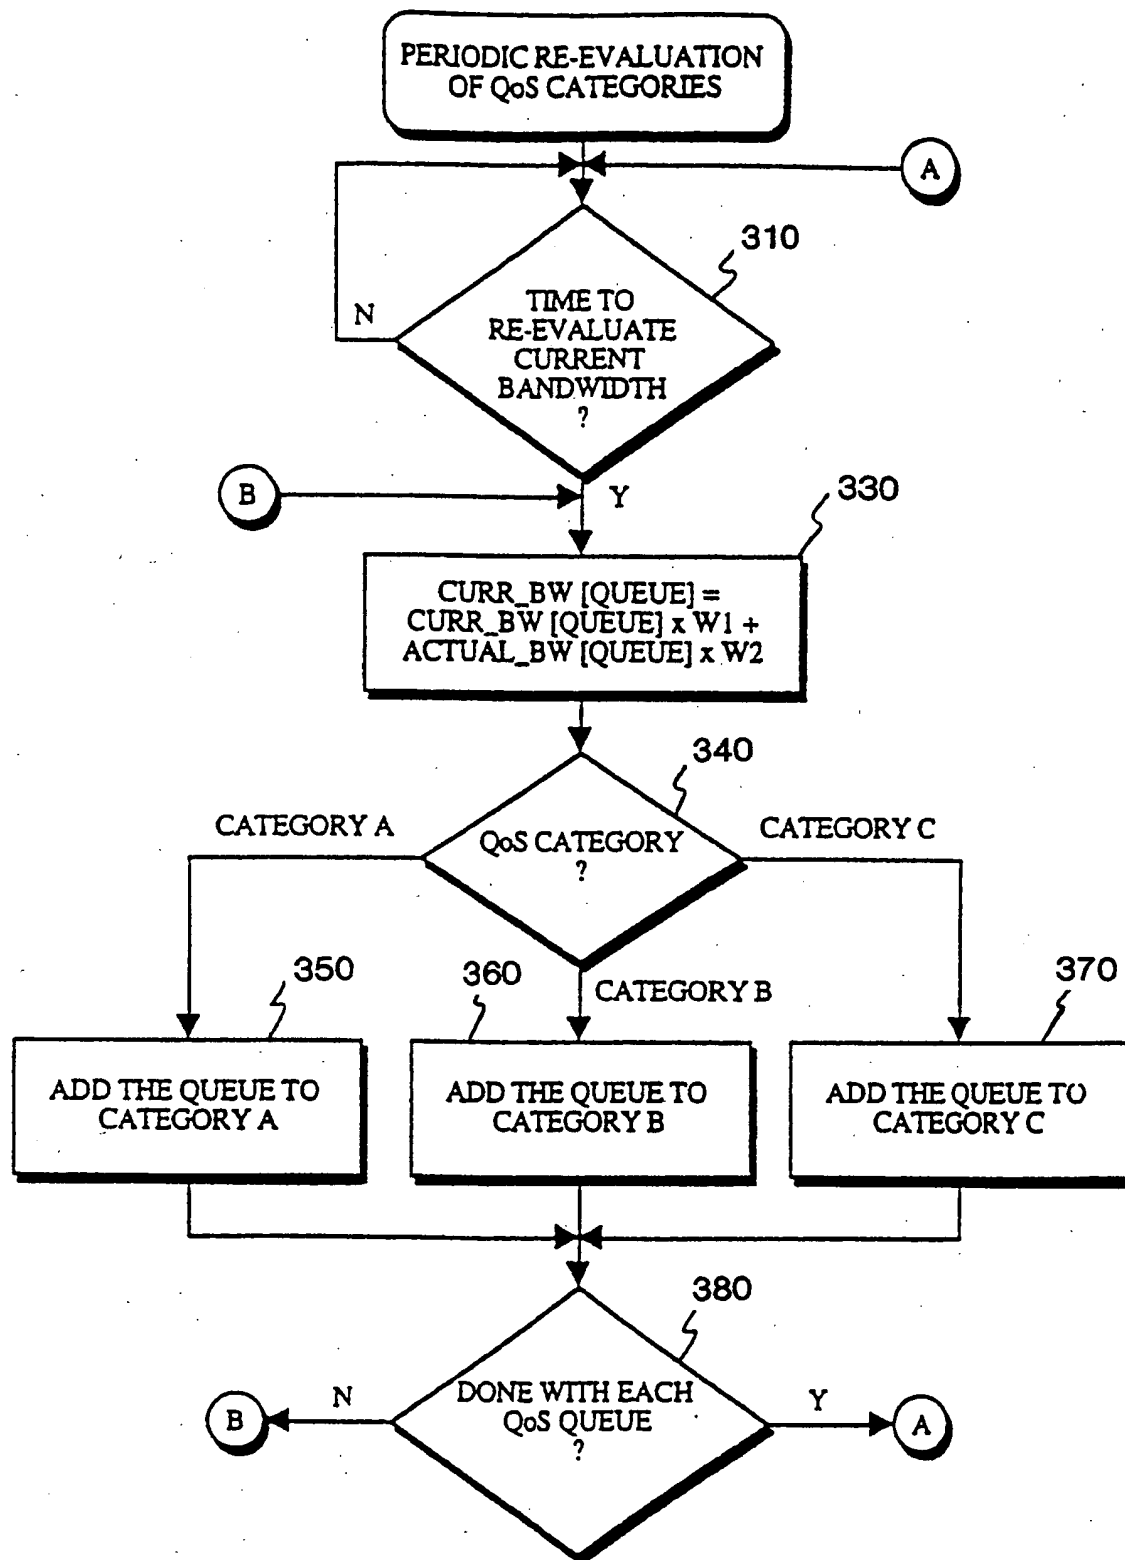 PERIODIC RE-EVALUATION
OF QoS CATEGORIES
A
310
N
TIME TO
RE-EVALUATE
CURRENT
BANDWIDTH
?
B
Y
330
CURR_BW [QUEUE] =
CURR_BW [QUEUE] x W1 +
ACTUAL_BW [QUEUE] x W2
340
CATEGORY A
QoS CATEGORY
?
CATEGORY C
350
360
CATEGORY B
370
ADD THE QUEUE TO
CATEGORY A
ADD THE QUEUE TO
CATEGORY B
ADD THE QUEUE TO
CATEGORY C
380
B
N
DONE WITH EACH
QoS QUEUE
?
Y
A